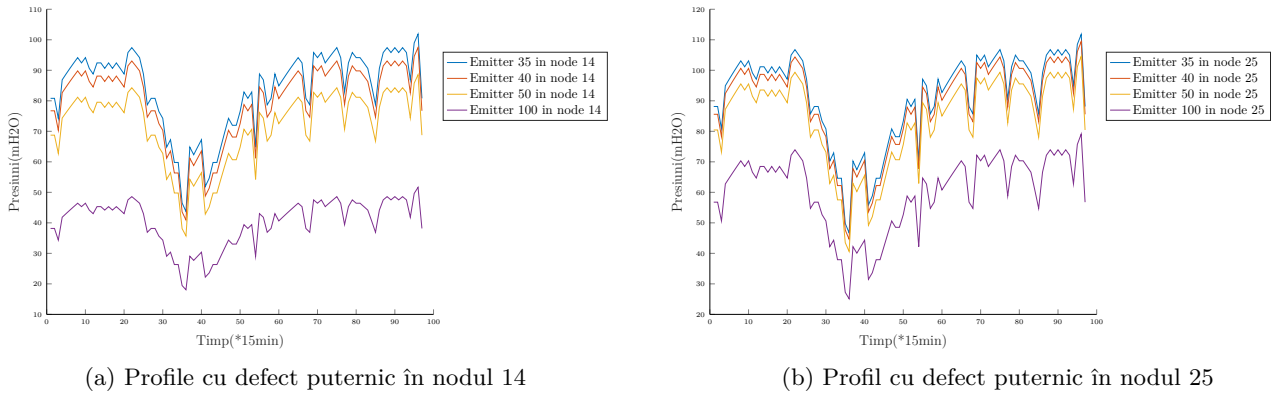 110
100
90
80
70
60
50
40
30
20
10
Presiuni(mH2O)
0 10 20 30 40 50 60 70 80 90 100
Timp(*15min)
Emitter 35 in node 14
Emitter 40 in node 14
Emitter 50 in node 14
Emitter 100 in node 14
(a) Profile cu defect puternic în nodul 14
120
110
100
90
80
70
60
50
40
30
20
Presiuni(mH2O)
0 10 20 30 40 50 60 70 80 90 100
Timp(*15min)
Emitter 35 in node 25
Emitter 40 in node 25
Emitter 50 in node 25
Emitter 100 in node 25
(b) Profil cu defect puternic în nodul 25